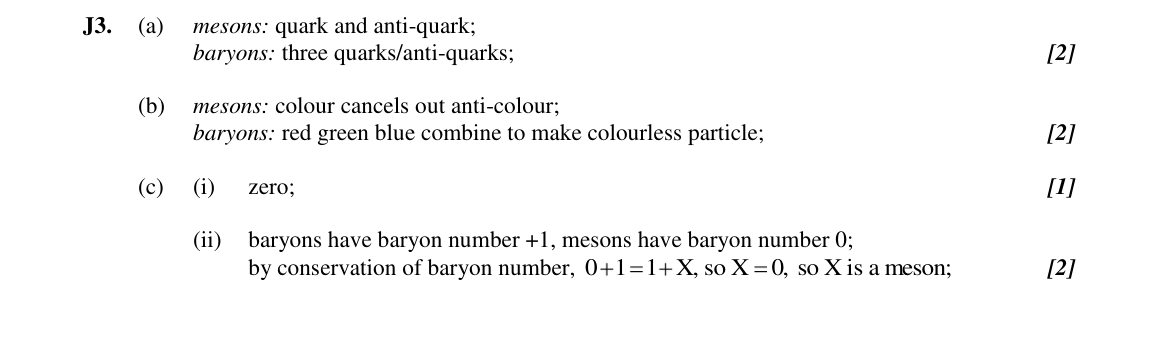 J3. (a) mesons: quark and anti-quark;
baryons: three quarks/anti-quarks; [2]
(b) mesons: colour cancels out anti-colour;
baryons: red green blue combine to make colourless particle; [2]
(c) (i) zero; [1]
(ii) baryons have baryon number +1, mesons have baryon number 0;
by conservation of baryon number, 0+1=1+X, so X=0, so X is a meson; [2]